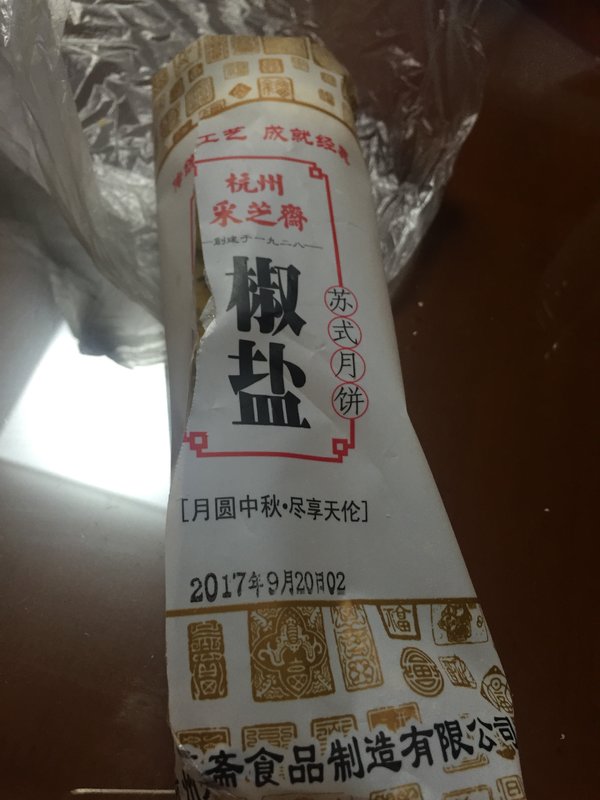 工艺 成就经典
杭州
采芝齋
創建于一九二八
椒盐
苏式月饼
[月圆中秋·尽享天伦]
2017年9月20日02
斋食品制造有限公司